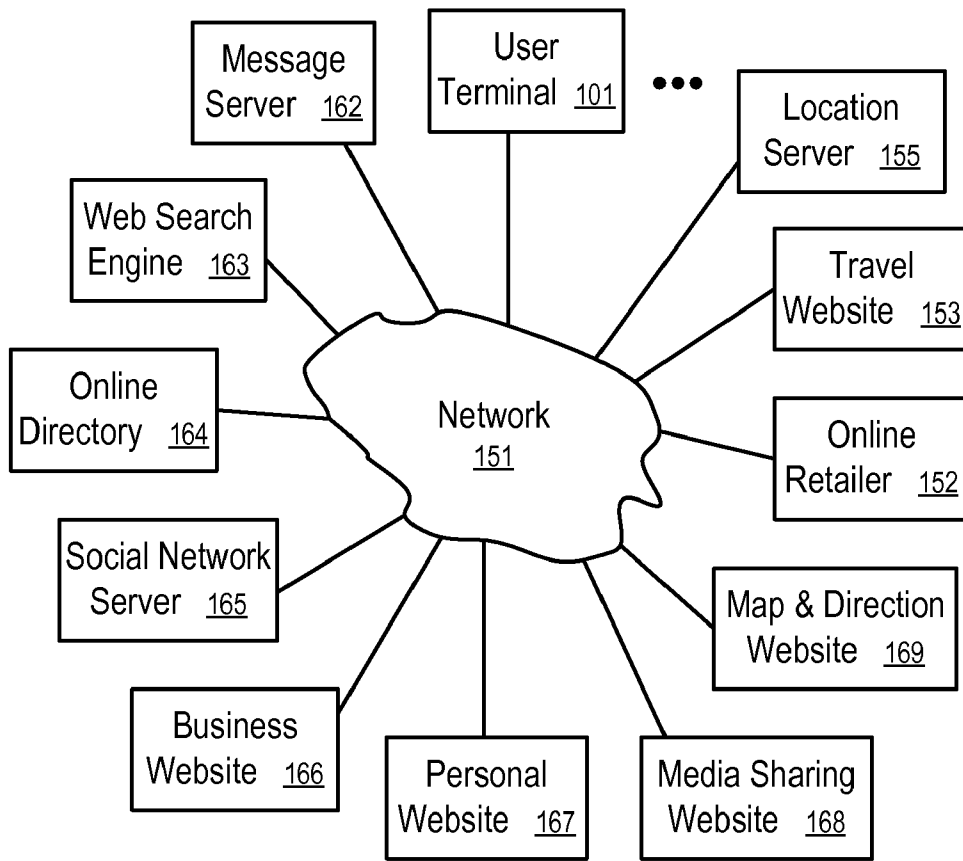 Message
Server 162
User
Terminal 101
Location
Server 155
Web Search
Engine 163
Travel
Website 153
Online
Directory 164
Network
151
Online
Retailer 152
Social Network
Server 165
Map & Direction
Website 169
Business
Website 166
Personal
Website 167
Media Sharing
Website 168